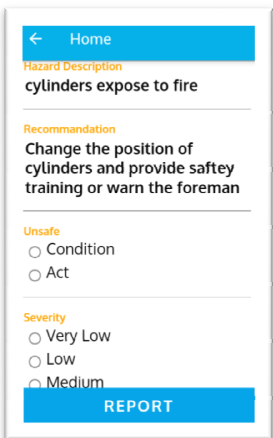 Home
Hazard Description
cylinders expose to fire
Recommandation
Change the position of
cylinders and provide saftey
training or warn the foreman
Unsafe
Condition
Act
Severity
Very Low
Low
Medium
REPORT